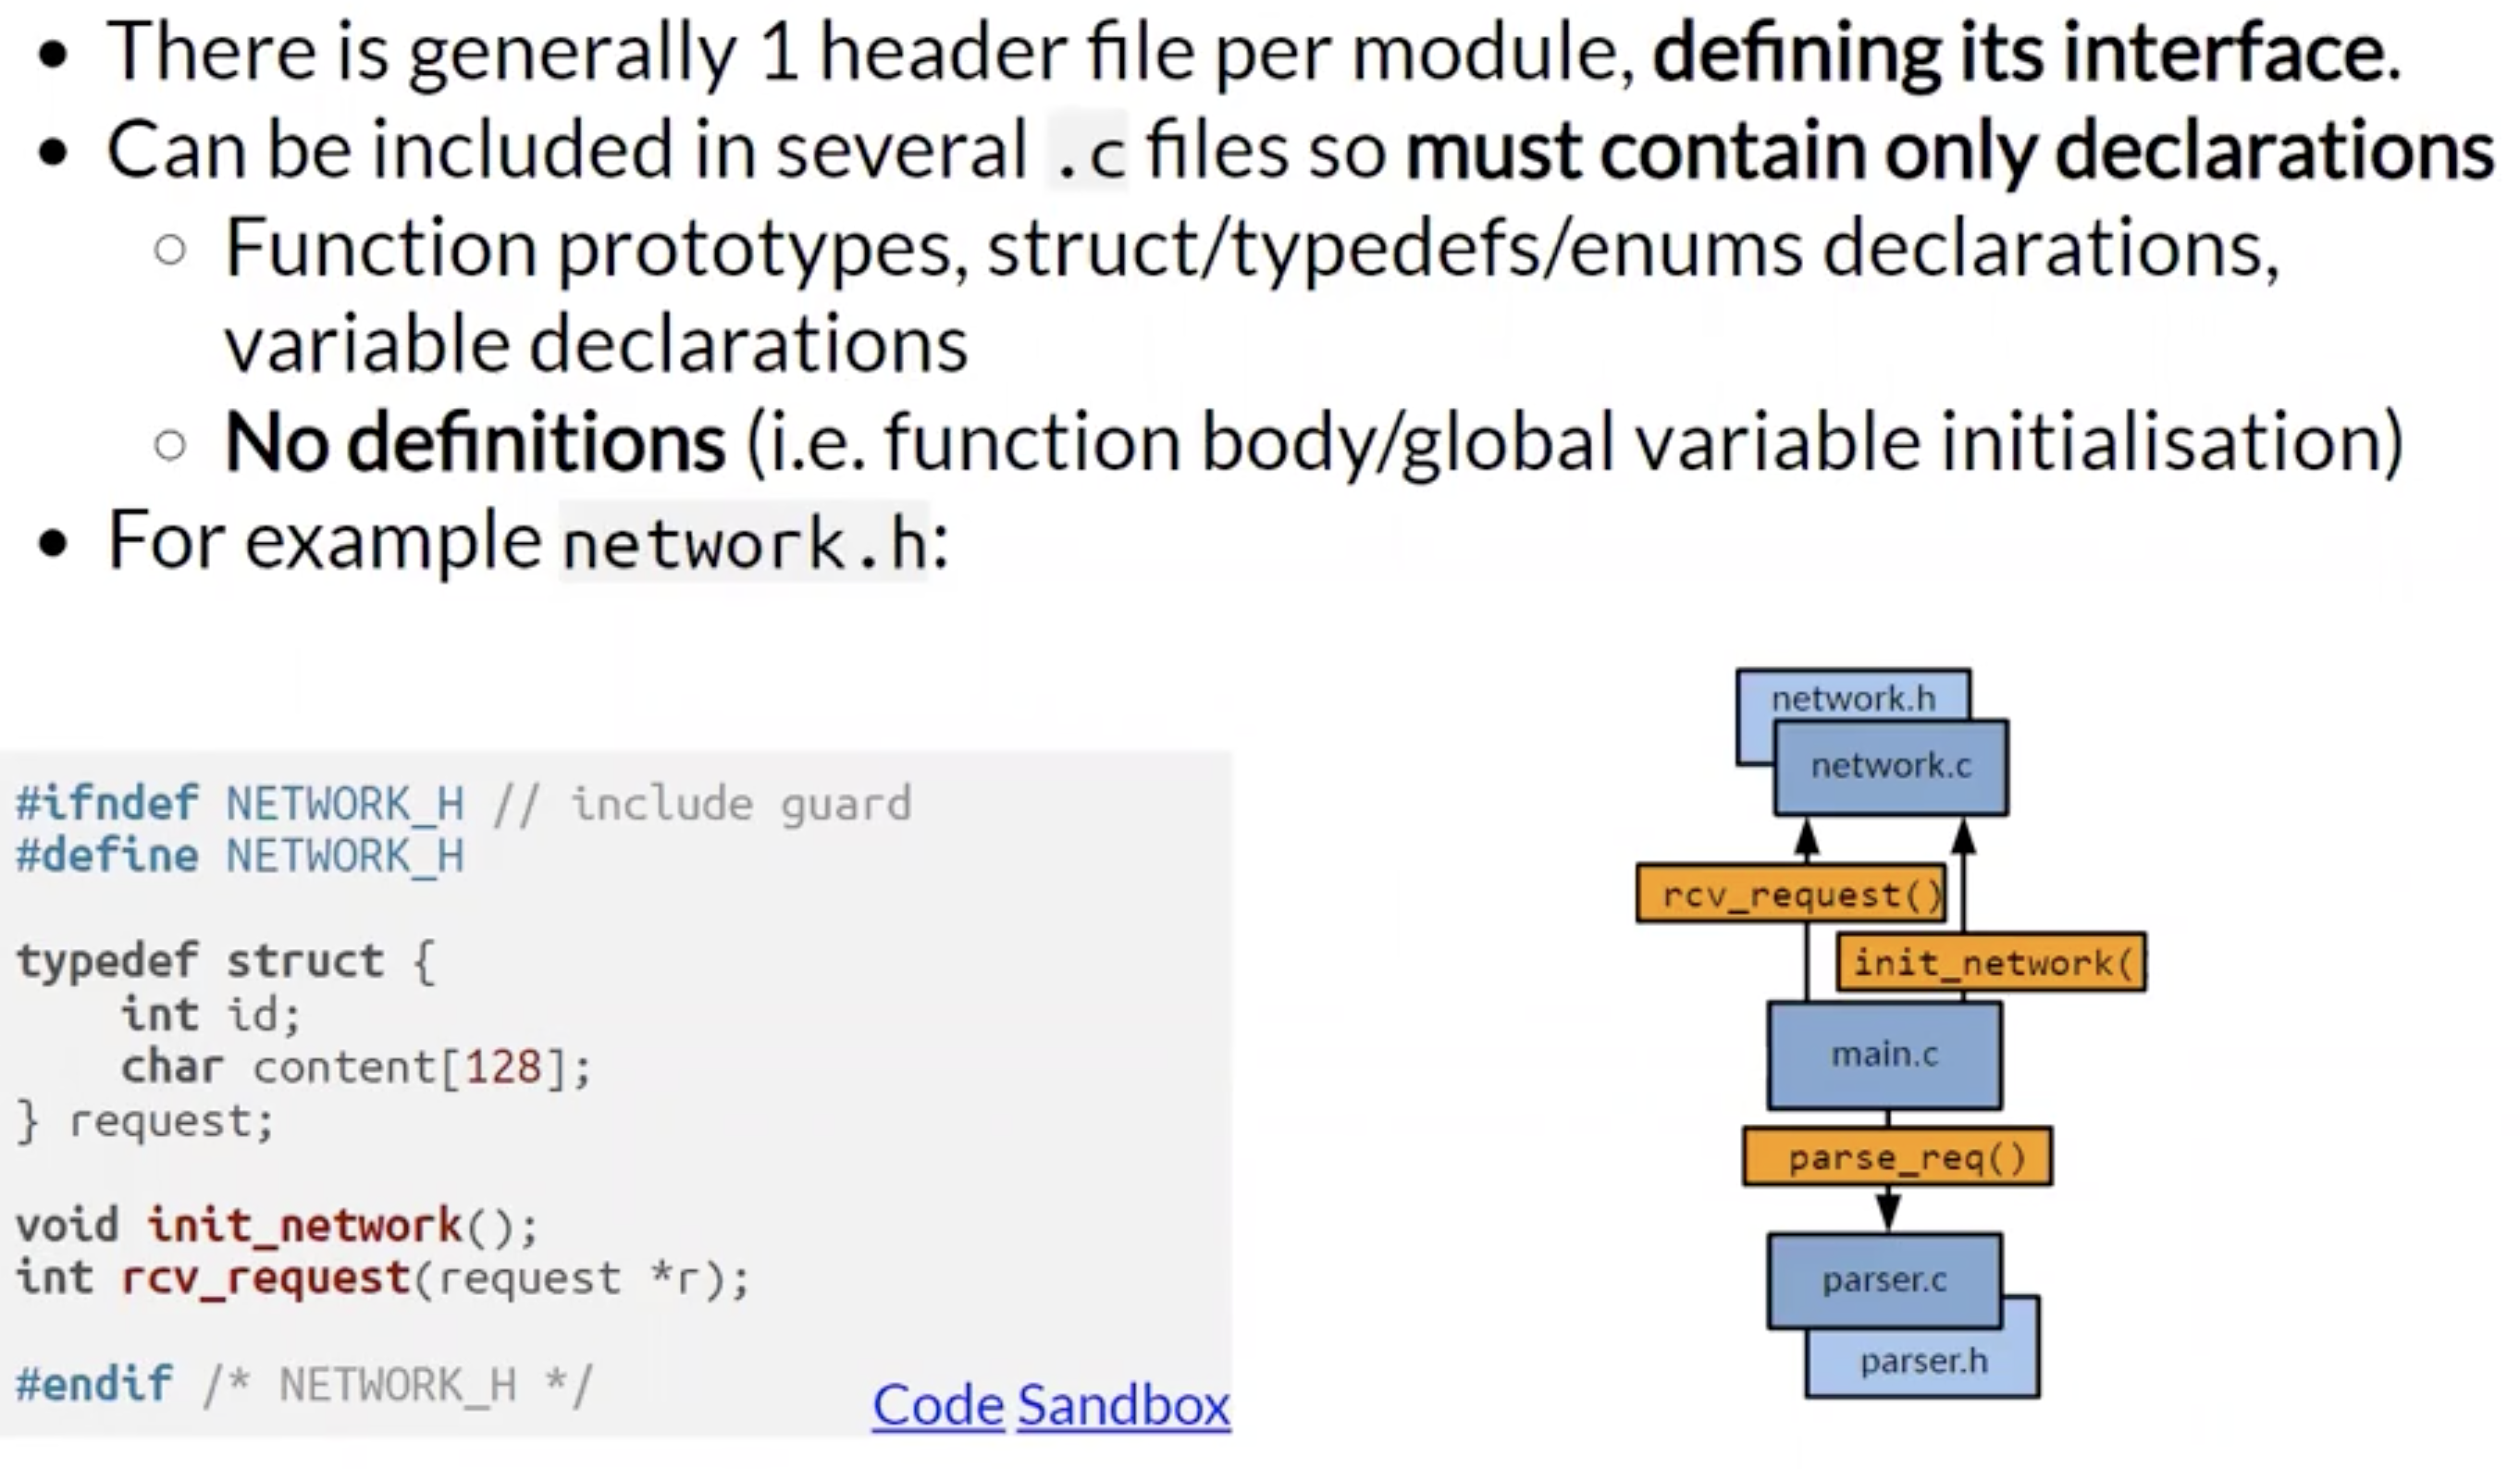 • There is generally 1 header file per module, defining its interface.
• Can be included in several .c files so must contain only declarations
○ Function prototypes, struct/typedefs/enums declarations,
variable declarations
○ No definitions (i.e. function body/global variable initialisation)
• For example network.h:
#ifndef NETWORK_H // include guard
#define NETWORK_H
typedef struct {
    int id;
    char content[128];
} request;
void init_network();
int rcv_request(request *r);
#endif /* NETWORK_H */
Code Sandbox
network.h
network.c
rcv_request()
init_network(
main.c
parse_req()
parser.c
parser.h